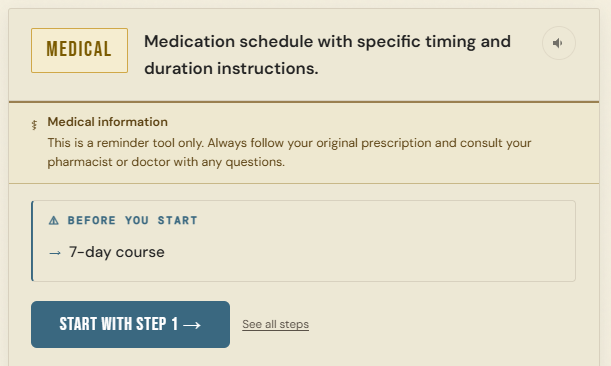 MEDICAL
Medication schedule with specific timing and
duration instructions.
Medical information
This is a reminder tool only. Always follow your original prescription and consult your
pharmacist or doctor with any questions.
⚠ BEFORE YOU START
→ 7-day course
START WITH STEP 1 →
See all steps